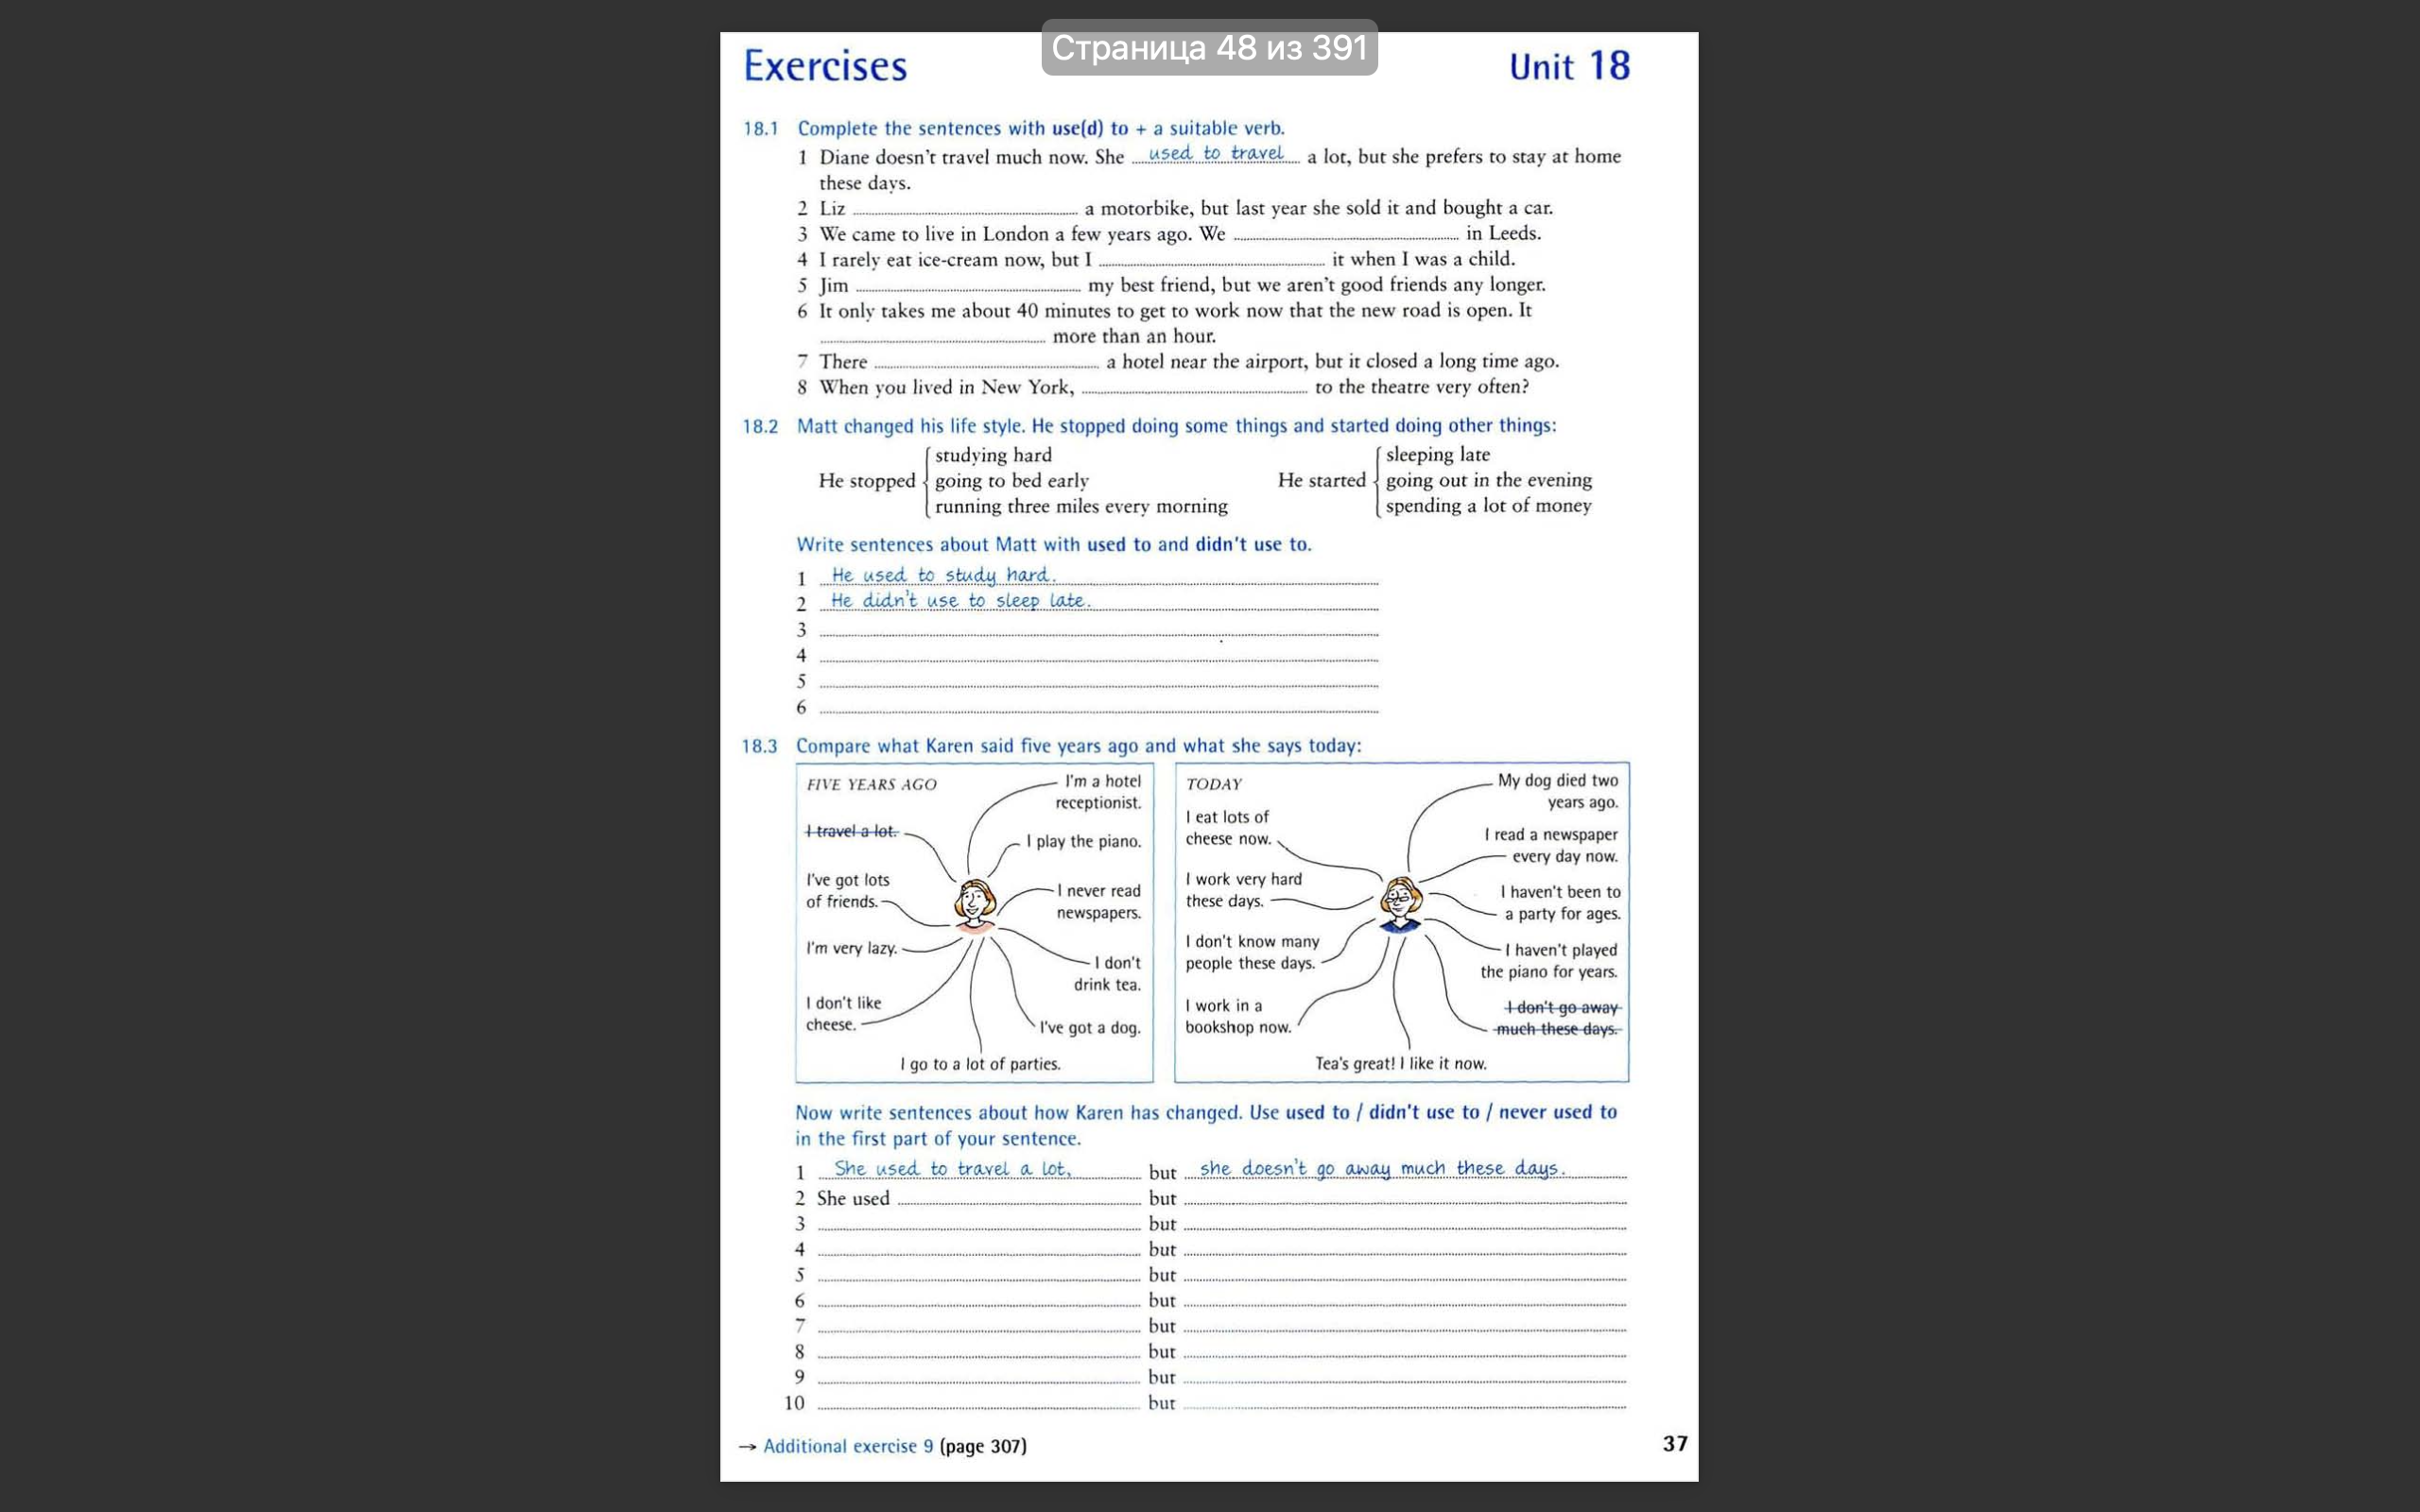 Страница 48 из 391
Exercises
Unit 18
18.1 Complete the sentences with use(d) to + a suitable verb.
1 Diane doesn't travel much now. She used to travel a lot, but she prefers to stay at home
these days.
2 Liz a motorbike, but last year she sold it and bought a car.
3 We came to live in London a few years ago. We in Leeds.
4 I rarely eat ice-cream now, but I it when I was a child.
5 Jim my best friend, but we aren't good friends any longer.
6 It only takes me about 40 minutes to get to work now that the new road is open. It
more than an hour.
7 There a hotel near the airport, but it closed a long time ago.
8 When you lived in New York, to the theatre very often?
18.2 Matt changed his life style. He stopped doing some things and started doing other things:
He stopped
studying hard
going to bed early
running three miles every morning
He started
sleeping late
going out in the evening
spending a lot of money
Write sentences about Matt with used to and didn't use to.
1 He used to study hard.
2 He didn't use to sleep late.
3
4
5
6
18.3 Compare what Karen said five years ago and what she says today:
FIVE YEARS AGO
I'm a hotel
receptionist.
I travel a lot.
I play the piano.
I've got lots
of friends.
I never read
newspapers.
I'm very lazy.
I don't
drink tea.
I don't like
cheese.
I've got a dog.
I go to a lot of parties.
TODAY
My dog died two
years ago.
I eat lots of
cheese now.
I read a newspaper
every day now.
I work very hard
these days.
I haven't been to
a party for ages.
I don't know many
people these days.
I haven't played
the piano for years.
I work in a
bookshop now.
I don't go away
much these days.
Tea's great! I like it now.
Now write sentences about how Karen has changed. Use used to / didn't use to / never used to
in the first part of your sentence.
1 She used to travel a lot, but she doesn't go away much these days.
2 She used but
3 but
4 but
5 but
6 but
7 but
8 but
9 but
10 but
→ Additional exercise 9 (page 307)
37